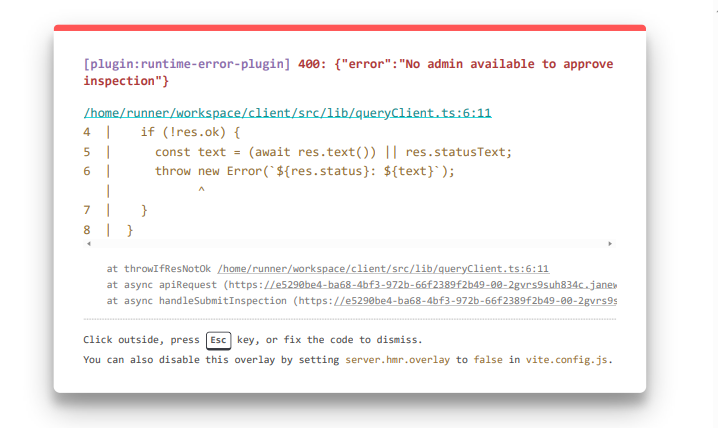 [plugin:runtime-error-plugin] 400: {"error":"No admin available to approve
inspection"}
/home/runner/workspace/client/src/lib/queryClient.ts:6:11
4 | if (!res.ok) {
5 | const text = (await res.text()) || res.statusText;
6 | throw new Error(`${res.status}: ${text}`);
| ^
7 | }
8 | }
at throwIfResNotOk /home/runner/workspace/client/src/lib/queryClient.ts:6:11
at async apiRequest (https://e5290be4-ba68-4bf3-972b-66f2389f2b49-00-2gvrs9suh834c.janew
at async handleSubmitInspection (https://e5290be4-ba68-4bf3-972b-66f2389f2b49-00-2gvrs9s
Click outside, press Esc key, or fix the code to dismiss.
You can also disable this overlay by setting server.hmr.overlay to false in vite.config.js.